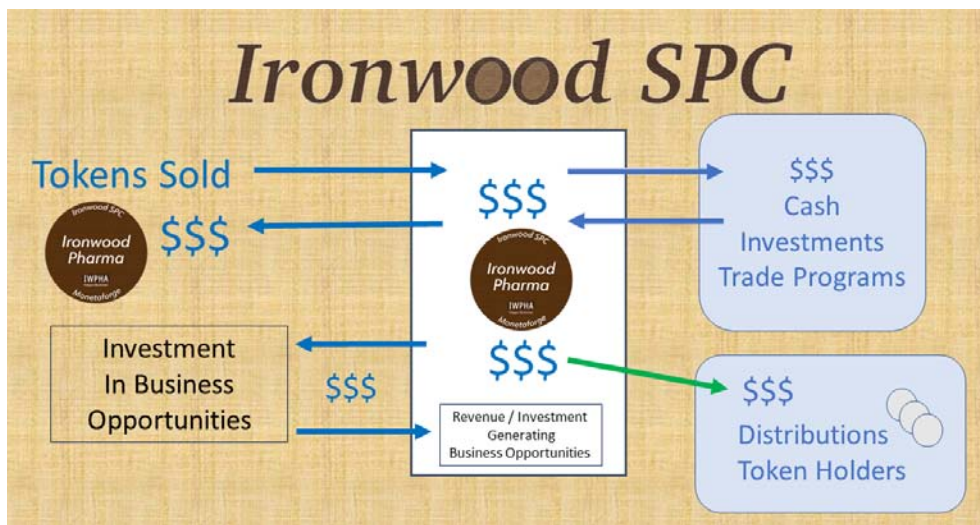 Ironwood SPC
Tokens Sold
$$$
Ironwood SPC
Ironwood
Pharma
IWPHA
Monetaforge
$$$
Ironwood SPC
Ironwood
Pharma
IWPHA
Monetaforge
$$$
$$$
Cash
Investments
Trade Programs
Investment
In Business
Opportunities
$$$
Revenue / Investment
Generating
Business Opportunities
$$$
Distributions
Token Holders